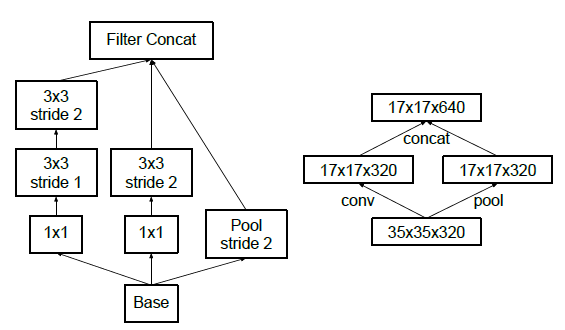 Filter Concat
3x3
stride 2
3x3
stride 1
3x3
stride 2
1x1
1x1
Pool
stride 2
Base
17x17x640
concat
17x17x320
17x17x320
conv
pool
35x35x320